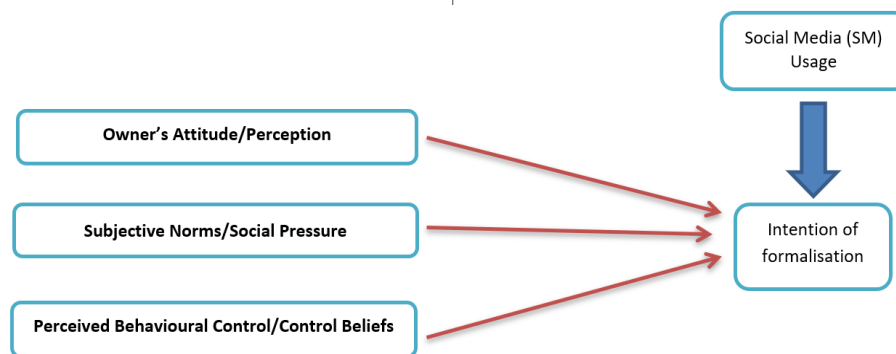 Social Media (SM)
Usage
Owner’s Attitude/Perception
Subjective Norms/Social Pressure
Intention of
formalisation
Perceived Behavioural Control/Control Beliefs